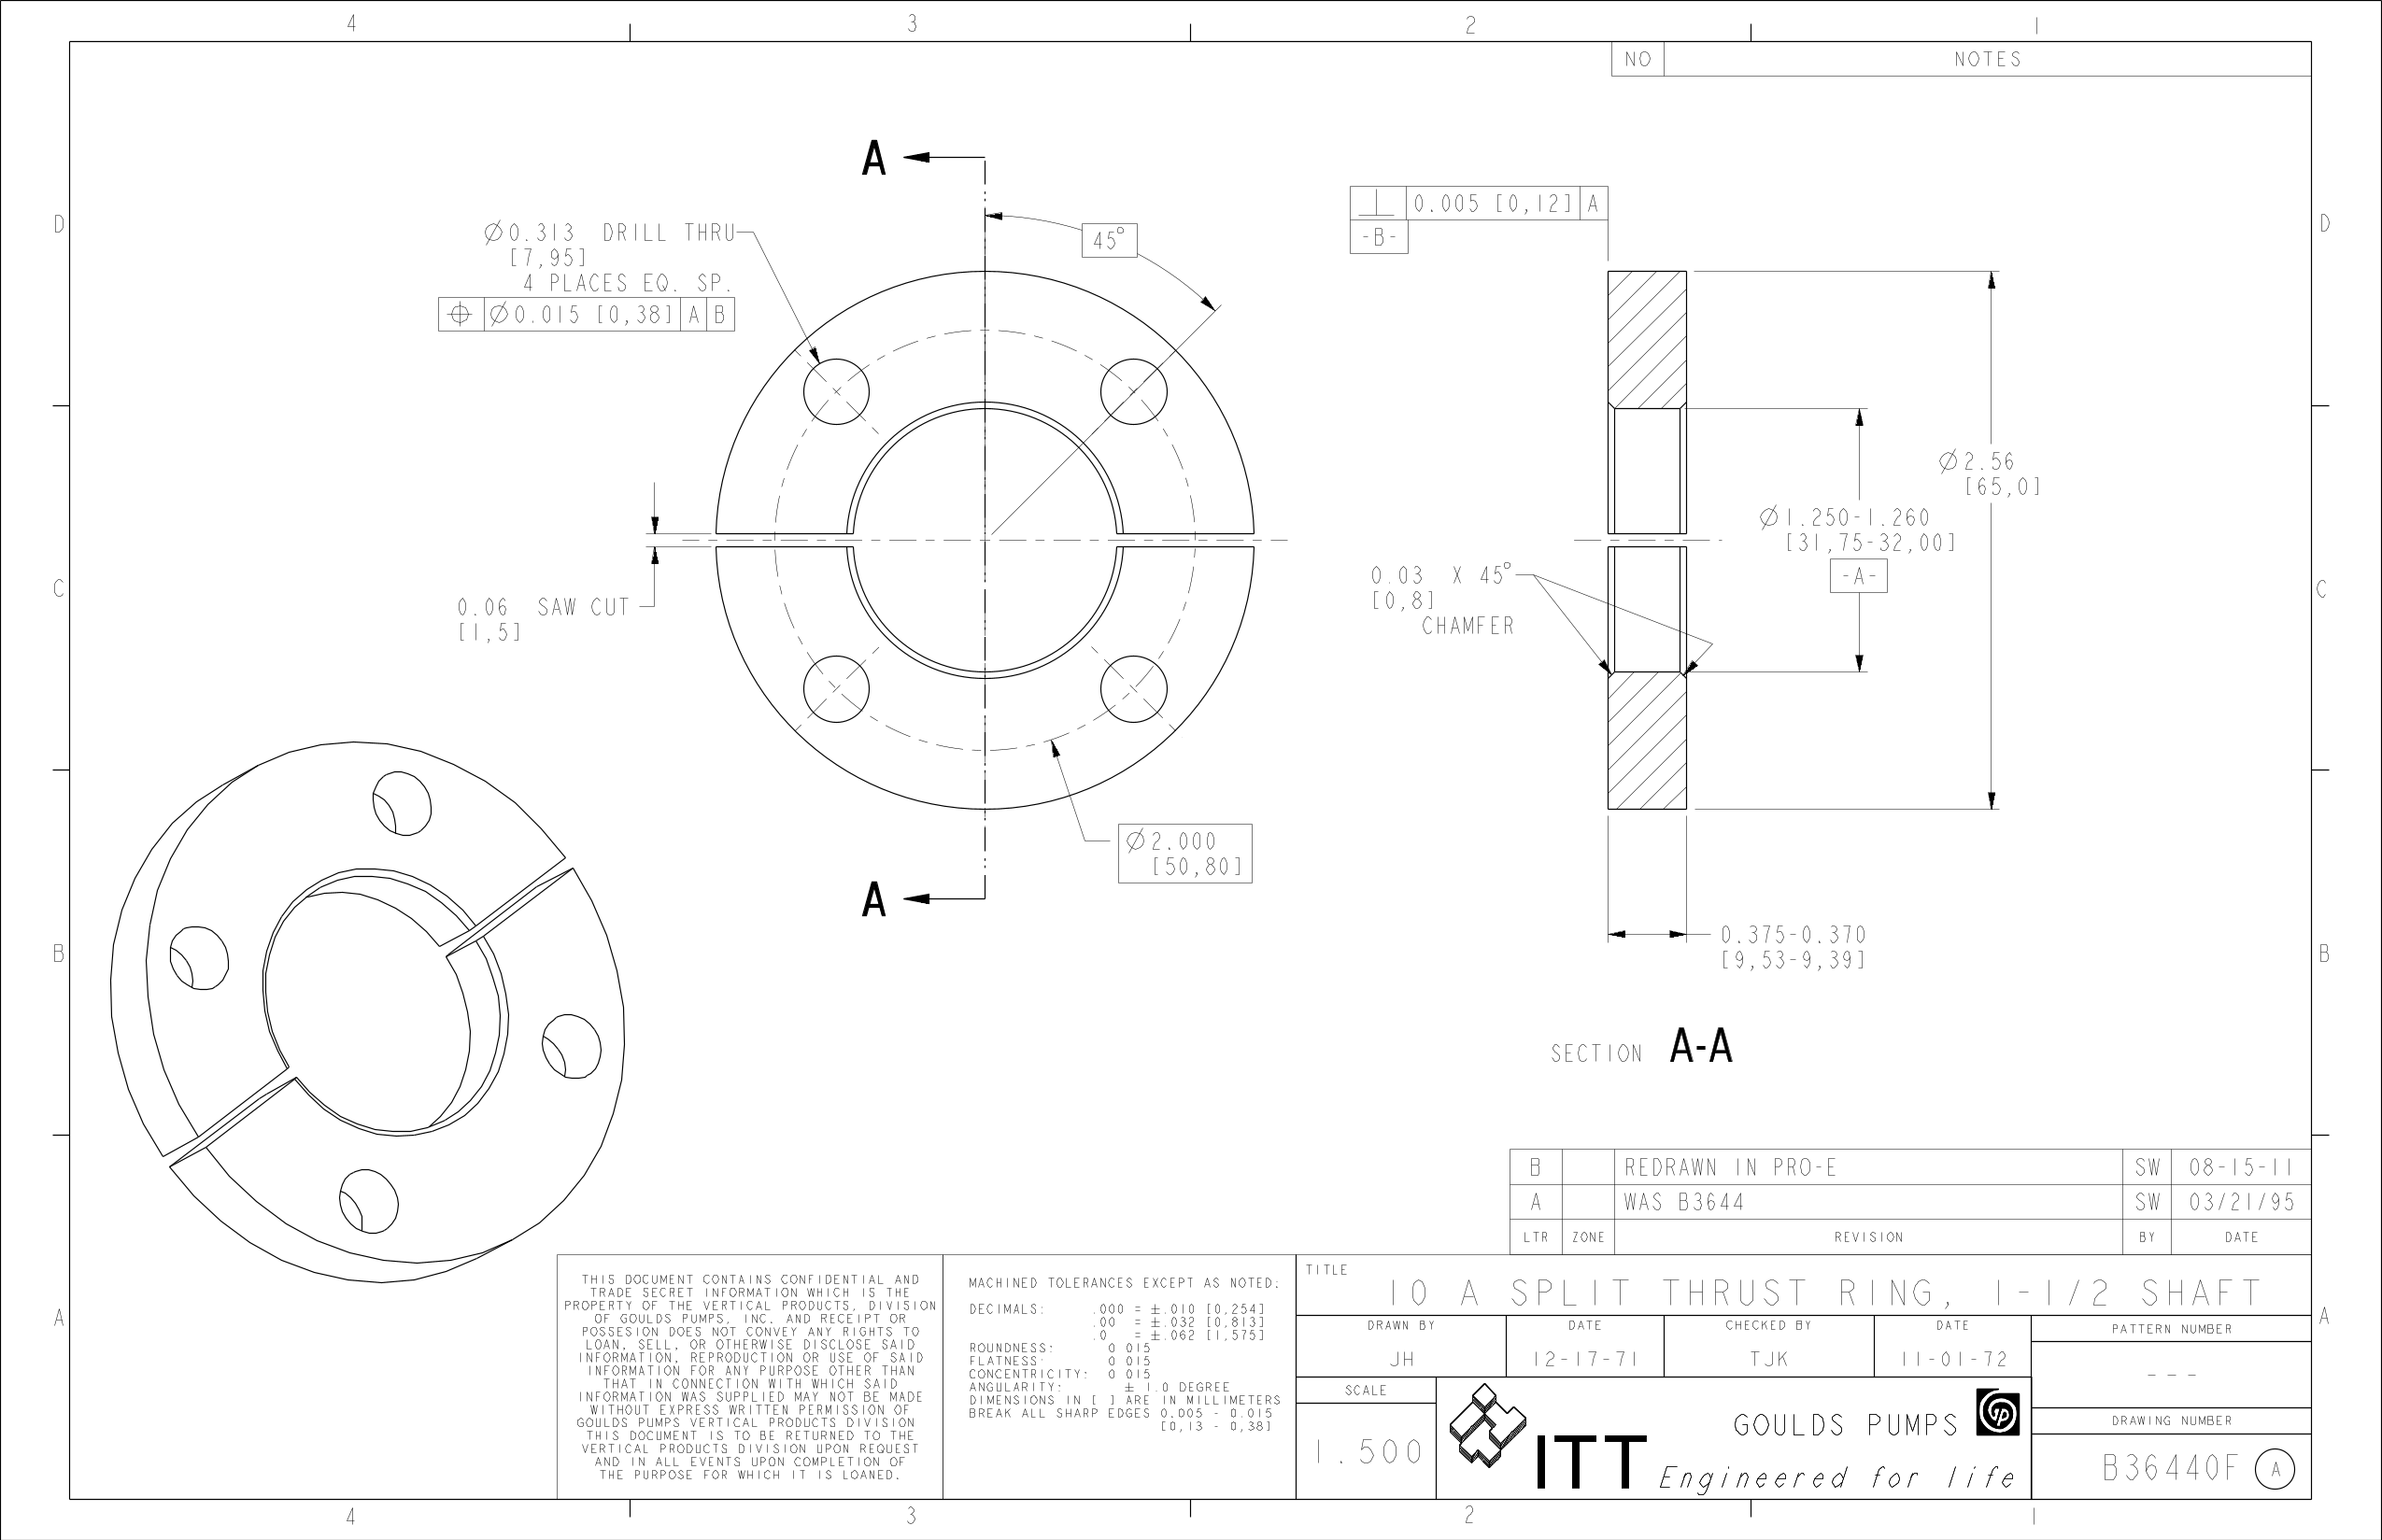 4
3
2
1
NO NOTES
D
C
B
A
D
C
B
A
A
A
Ø0.313 DRILL THRU
[7,95]
4 PLACES EQ. SP.
⌖ Ø0.015 [0,38] A B
45°
0.06 SAW CUT
[1,5]
Ø2.000
[50,80]
⊥ 0.005 [0,12] A
-B-
Ø2.56
[65,0]
Ø1.250-1.260
[31,75-32,00]
-A-
0.03 X 45°
[0,8]
CHAMFER
0.375-0.370
[9,53-9,39]
SECTION A-A
B REDRAWN IN PRO-E SW 08-15-11
A WAS B3644 SW 03/21/95
LTR ZONE REVISION BY DATE
THIS DOCUMENT CONTAINS CONFIDENTIAL AND
TRADE SECRET INFORMATION WHICH IS THE
PROPERTY OF THE VERTICAL PRODUCTS, DIVISION
OF GOULDS PUMPS, INC. AND RECEIPT OR
POSSESION DOES NOT CONVEY ANY RIGHTS TO
LOAN, SELL, OR OTHERWISE DISCLOSE SAID
INFORMATION, REPRODUCTION OR USE OF SAID
INFORMATION FOR ANY PURPOSE OTHER THAN
THAT IN CONNECTION WITH WHICH SAID
INFORMATION WAS SUPPLIED MAY NOT BE MADE
WITHOUT EXPRESS WRITTEN PERMISSION OF
GOULDS PUMPS VERTICAL PRODUCTS DIVISION
THIS DOCUMENT IS TO BE RETURNED TO THE
VERTICAL PRODUCTS DIVISION UPON REQUEST
AND IN ALL EVENTS UPON COMPLETION OF
THE PURPOSE FOR WHICH IT IS LOANED.
MACHINED TOLERANCES EXCEPT AS NOTED:
DECIMALS: .000 = ±.010 [0,254]
.00 = ±.032 [0,813]
.0 = ±.062 [1,575]
ROUNDNESS: 0.015
FLATNESS: 0.015
CONCENTRICITY: 0.015
ANGULARITY: ± 1.0 DEGREE
DIMENSIONS IN [ ] ARE IN MILLIMETERS
BREAK ALL SHARP EDGES 0.005 - 0.015
[0,13 - 0,38]
TITLE
10 A SPLIT THRUST RING, 1-1/2 SHAFT
DRAWN BY DATE CHECKED BY DATE PATTERN NUMBER
JH 12-17-71 TJK 11-01-72 ---
SCALE
1.500
ITT
GOULDS PUMPS
Engineered for life
DRAWING NUMBER
B36440F A
4
3
2
1